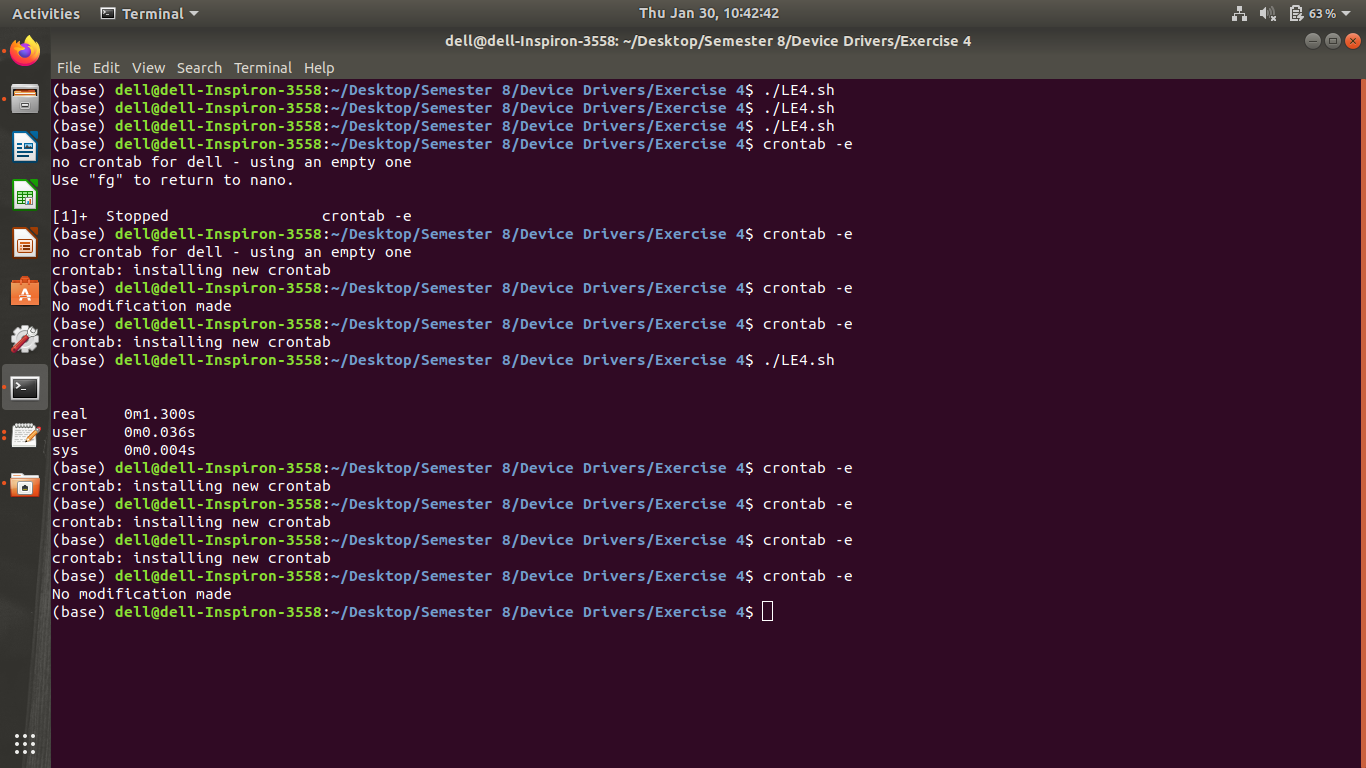 Activities Terminal Thu Jan 30, 10:42:42 63 %
dell@dell-Inspiron-3558: ~/Desktop/Semester 8/Device Drivers/Exercise 4
File Edit View Search Terminal Help
(base) dell@dell-Inspiron-3558:~/Desktop/Semester 8/Device Drivers/Exercise 4$ ./LE4.sh
(base) dell@dell-Inspiron-3558:~/Desktop/Semester 8/Device Drivers/Exercise 4$ ./LE4.sh
(base) dell@dell-Inspiron-3558:~/Desktop/Semester 8/Device Drivers/Exercise 4$ ./LE4.sh
(base) dell@dell-Inspiron-3558:~/Desktop/Semester 8/Device Drivers/Exercise 4$ crontab -e
no crontab for dell - using an empty one
Use "fg" to return to nano.
[1]+  Stopped                 crontab -e
(base) dell@dell-Inspiron-3558:~/Desktop/Semester 8/Device Drivers/Exercise 4$ crontab -e
no crontab for dell - using an empty one
crontab: installing new crontab
(base) dell@dell-Inspiron-3558:~/Desktop/Semester 8/Device Drivers/Exercise 4$ crontab -e
No modification made
(base) dell@dell-Inspiron-3558:~/Desktop/Semester 8/Device Drivers/Exercise 4$ crontab -e
crontab: installing new crontab
(base) dell@dell-Inspiron-3558:~/Desktop/Semester 8/Device Drivers/Exercise 4$ ./LE4.sh
real    0m1.300s
user    0m0.036s
sys     0m0.004s
(base) dell@dell-Inspiron-3558:~/Desktop/Semester 8/Device Drivers/Exercise 4$ crontab -e
crontab: installing new crontab
(base) dell@dell-Inspiron-3558:~/Desktop/Semester 8/Device Drivers/Exercise 4$ crontab -e
crontab: installing new crontab
(base) dell@dell-Inspiron-3558:~/Desktop/Semester 8/Device Drivers/Exercise 4$ crontab -e
crontab: installing new crontab
(base) dell@dell-Inspiron-3558:~/Desktop/Semester 8/Device Drivers/Exercise 4$ crontab -e
No modification made
(base) dell@dell-Inspiron-3558:~/Desktop/Semester 8/Device Drivers/Exercise 4$